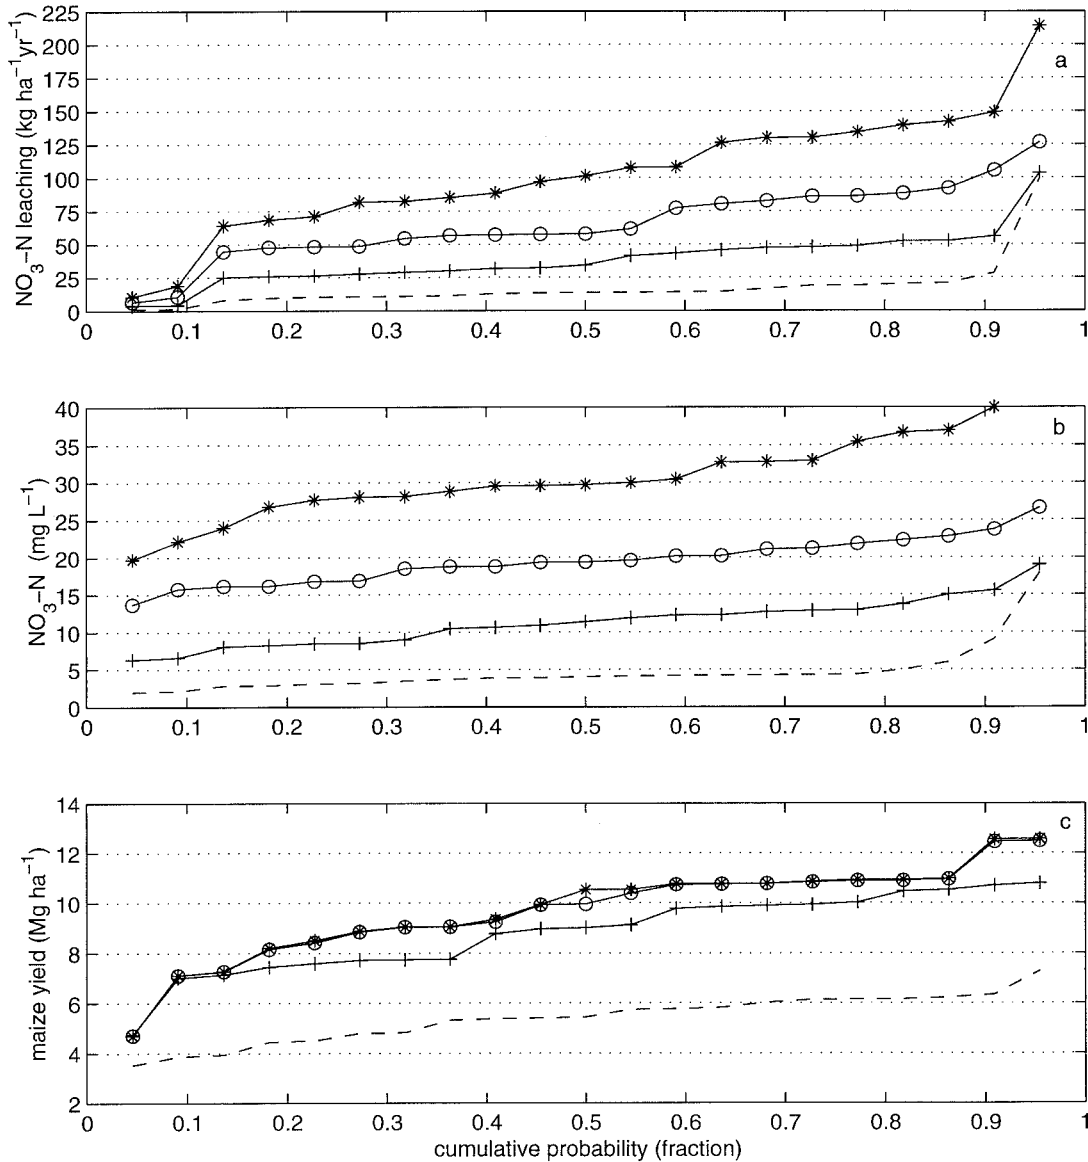 225
200
175
150
125
100
75
50
25
0
NO₃−N leaching (kg ha⁻¹yr⁻¹)
a
0 0.1 0.2 0.3 0.4 0.5 0.6 0.7 0.8 0.9 1
40
35
30
25
20
15
10
5
0
NO₃−N (mg L⁻¹)
b
0 0.1 0.2 0.3 0.4 0.5 0.6 0.7 0.8 0.9 1
14
12
10
8
6
4
2
maize yield (Mg ha⁻¹)
c
0 0.1 0.2 0.3 0.4 0.5 0.6 0.7 0.8 0.9 1
cumulative probability (fraction)